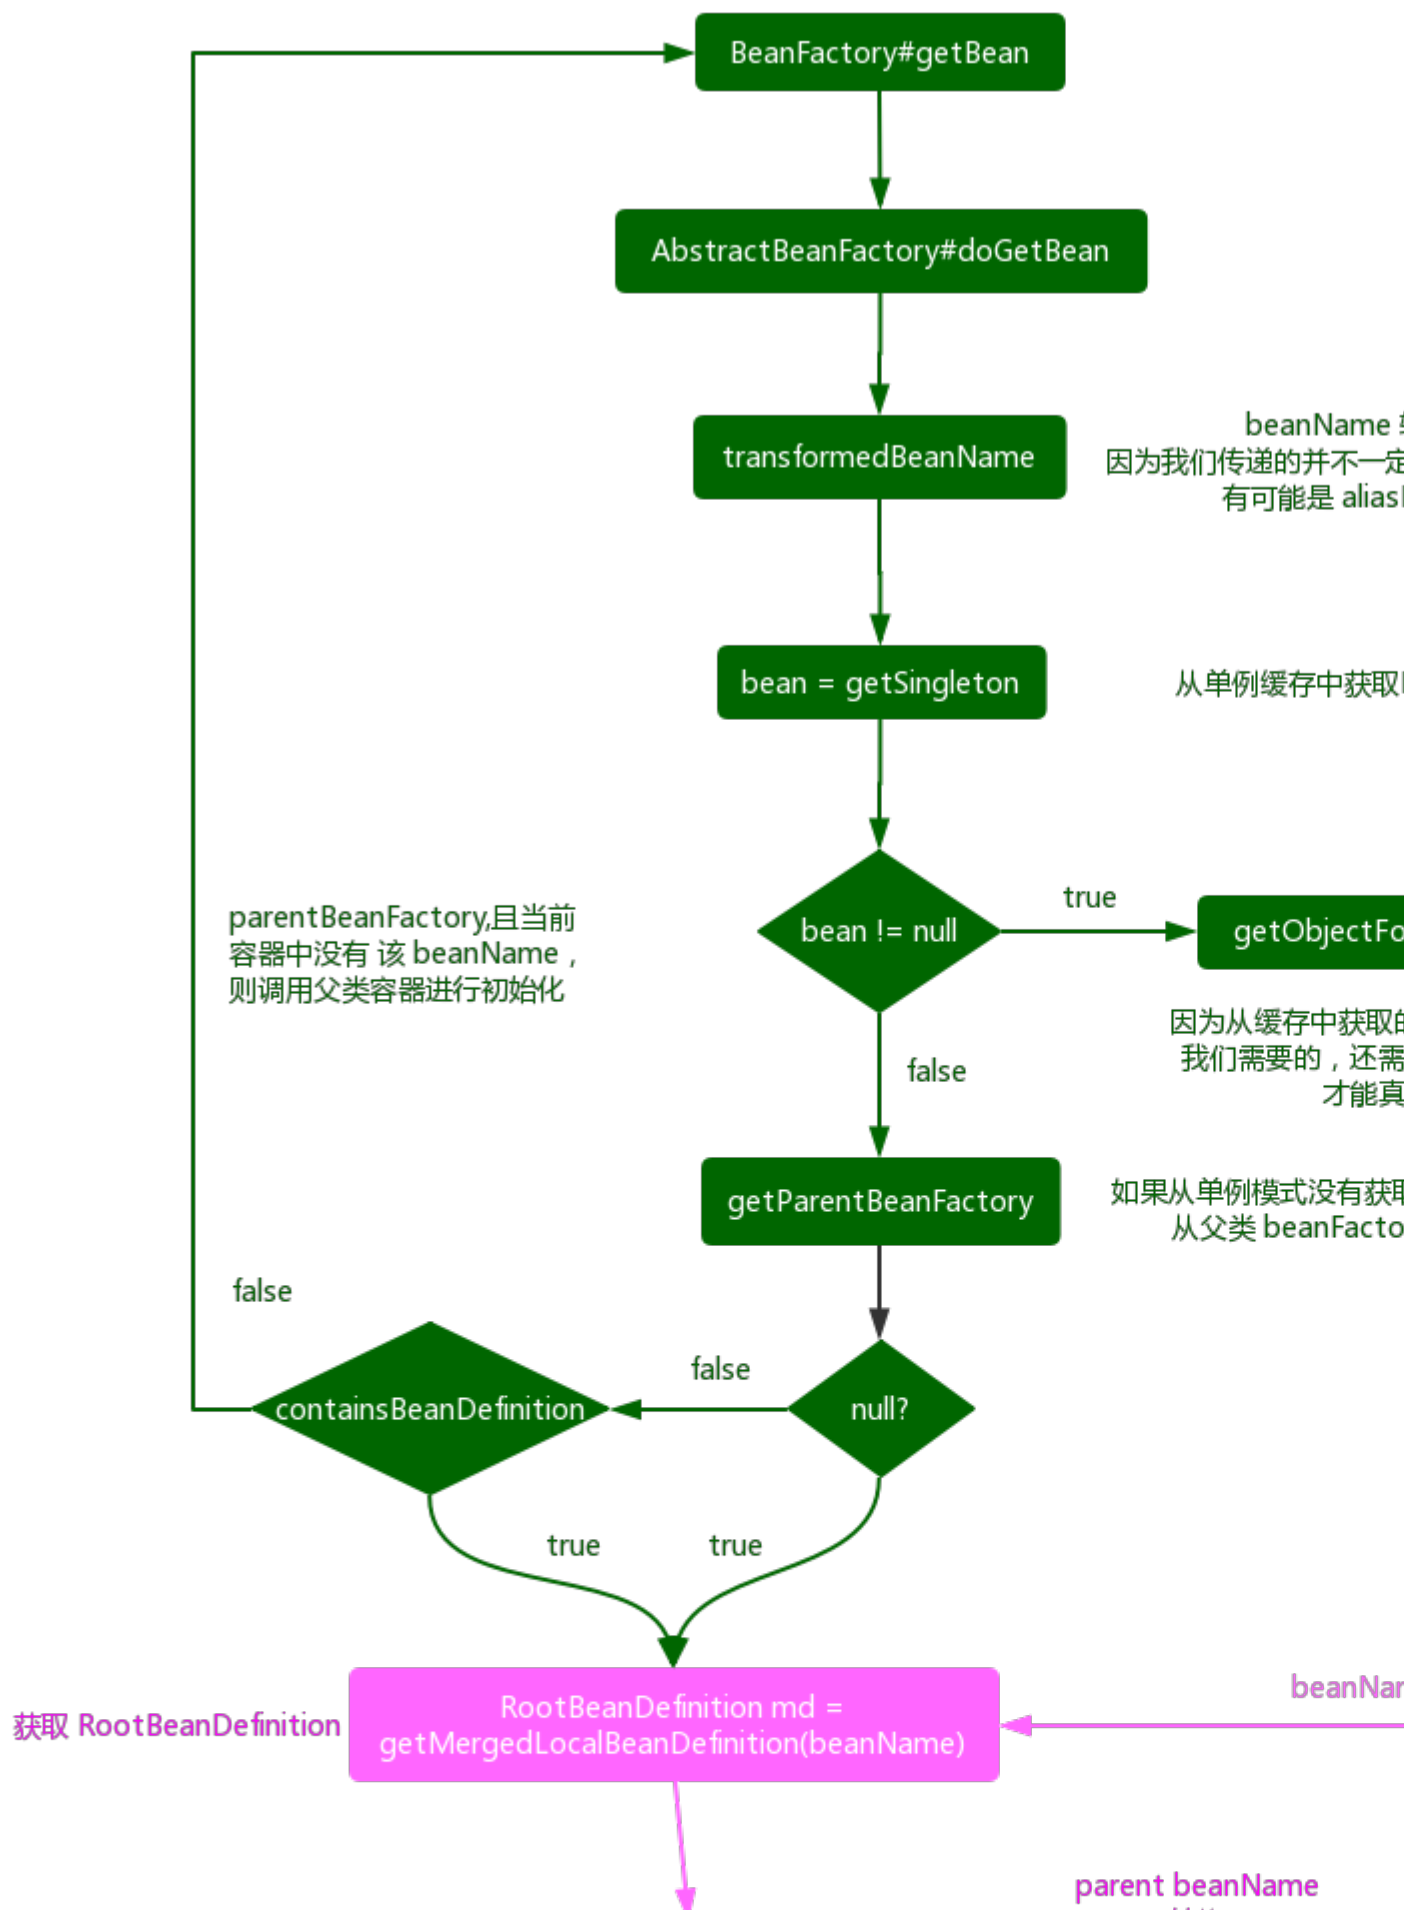 BeanFactory#getBean
AbstractBeanFactory#doGetBean
transformedBeanName
beanName
因为我们传递的并不一定
有可能是 alias
bean = getSingleton
从单例缓存中获取
bean != null
true
getObjectFo
parentBeanFactory,且当前
容器中没有 该 beanName，
则调用父类容器进行初始化
false
因为从缓存中获取的
我们需要的，还需
才能真
getParentBeanFactory
如果从单例模式没有获取
从父类 beanFacto
false
containsBeanDefinition
false
null?
true
true
获取 RootBeanDefinition
RootBeanDefinition md =
getMergedLocalBeanDefinition(beanName)
beanNa
parent beanName